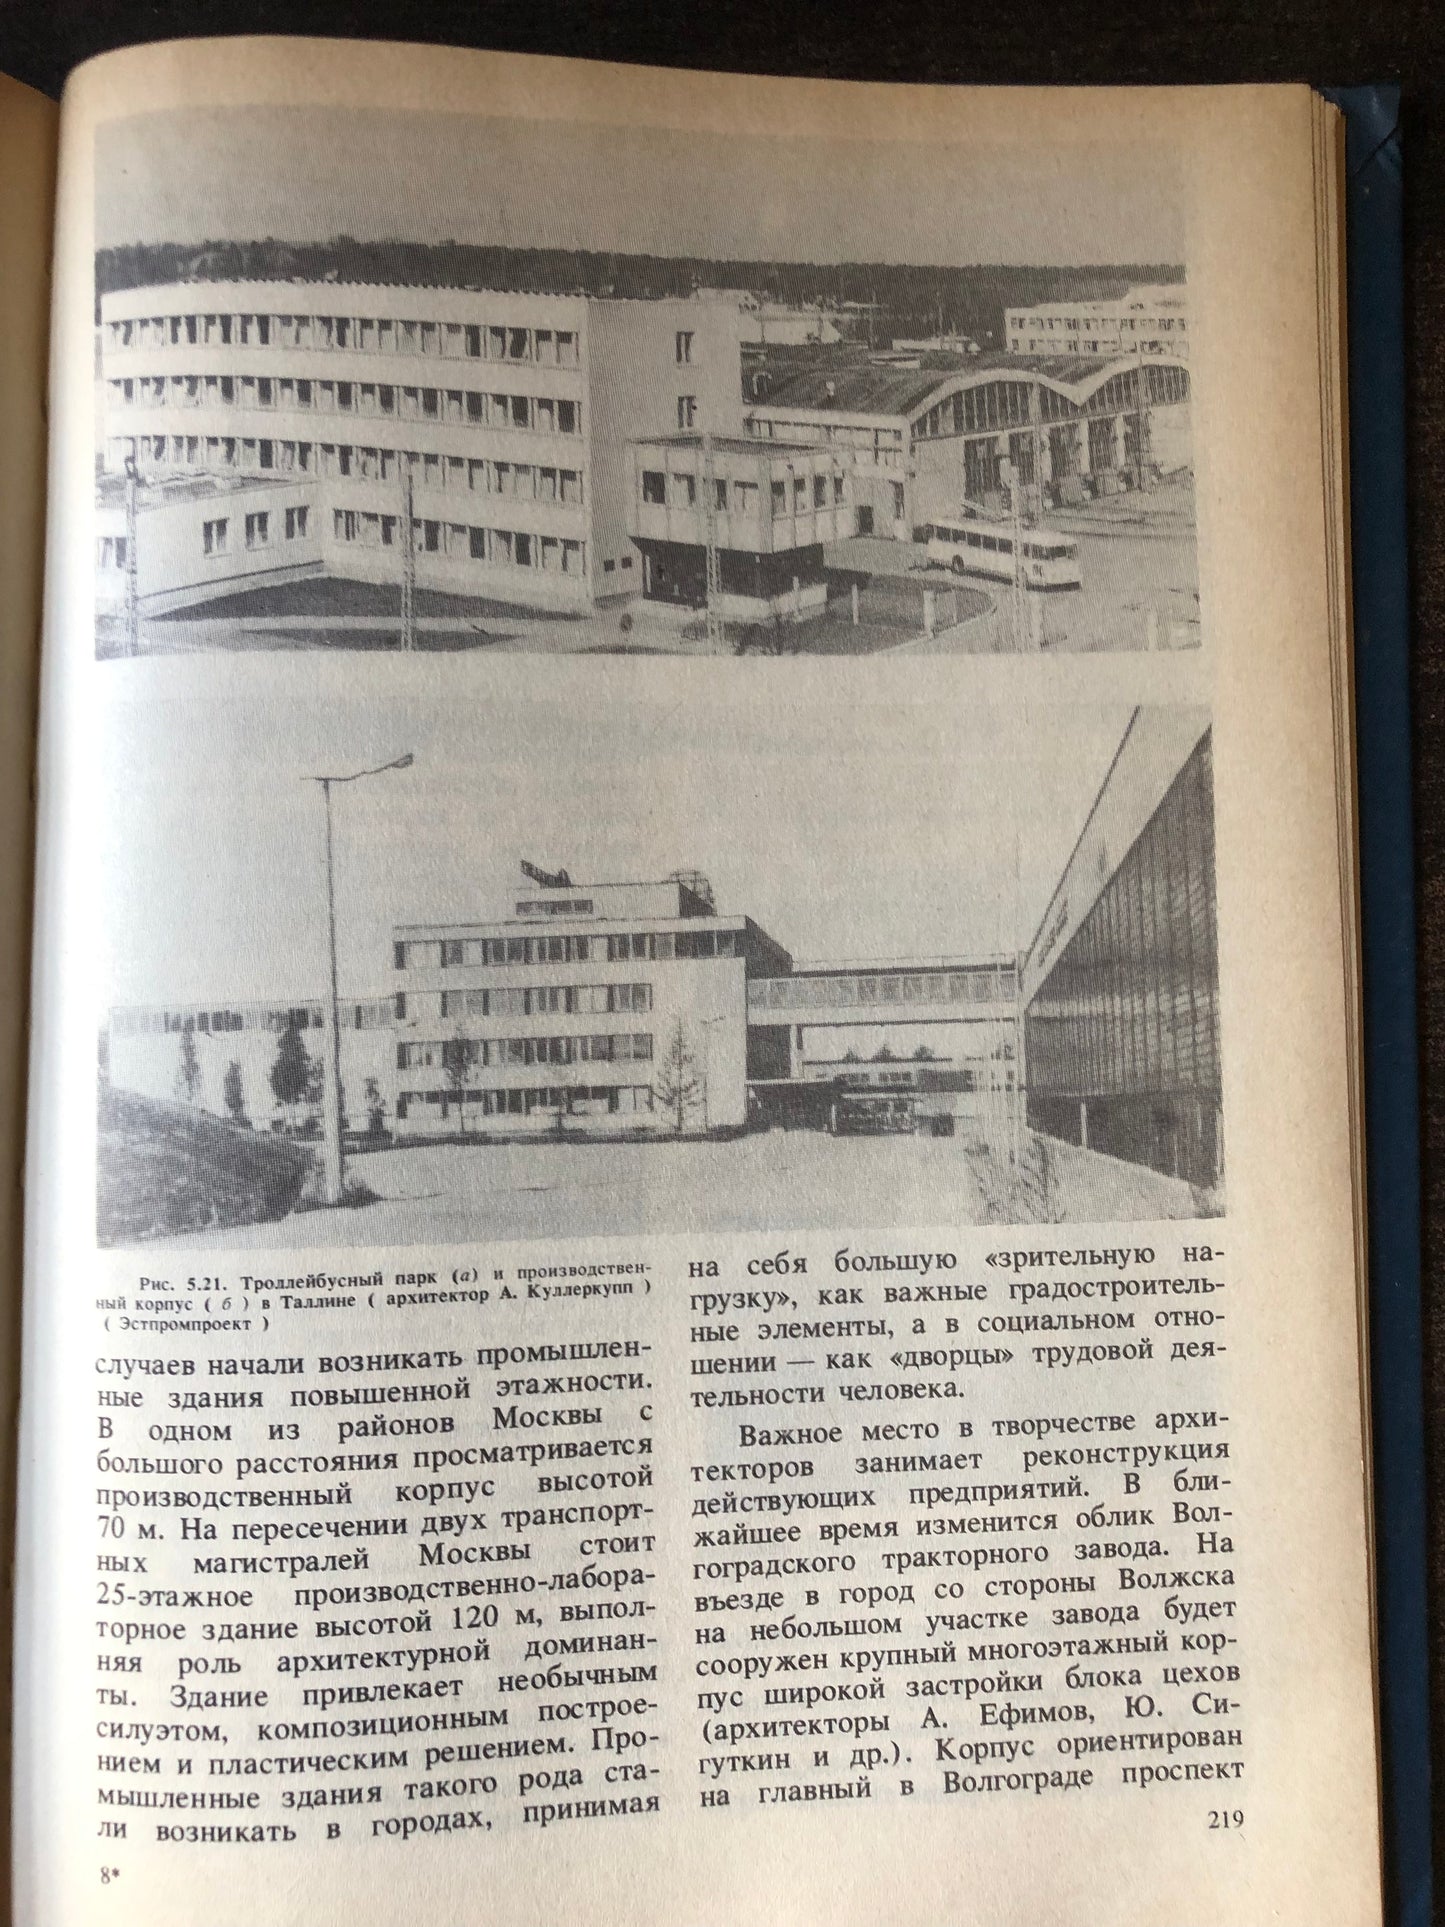 Рис. 5.21. Троллейбусный парк (а) и производствен-
ный корпус ( б ) в Таллине ( архитектор А. Куллеркупп )
( Эстпромпроект )
случаев начали возникать промышлен-
ные здания повышенной этажности.
В одном из районов Москвы с
большого расстояния просматривается
производственный корпус высотой
70 м. На пересечении двух транспорт-
ных магистралей Москвы стоит
25-этажное производственно-лабора-
торное здание высотой 120 м, выпол-
няя роль архитектурной доминан-
ты. Здание привлекает необычным
силуэтом, композиционным построе-
нием и пластическим решением. Про-
мышленные здания такого рода ста-
ли возникать в городах, принимая
на себя большую «зрительную на-
грузку», как важные градостроитель-
ные элементы, а в социальном отно-
шении — как «дворцы» трудовой дея-
тельности человека.
Важное место в творчестве архи-
текторов занимает реконструкция
действующих предприятий. В бли-
жайшее время изменится облик Вол-
гоградского тракторного завода. На
въезде в город со стороны Волжска
на небольшом участке завода будет
сооружен крупный многоэтажный кор-
пус широкой застройки блока цехов
(архитекторы А. Ефимов, Ю. Си-
гуткин и др.). Корпус ориентирован
на главный в Волгограде проспект
219
8*